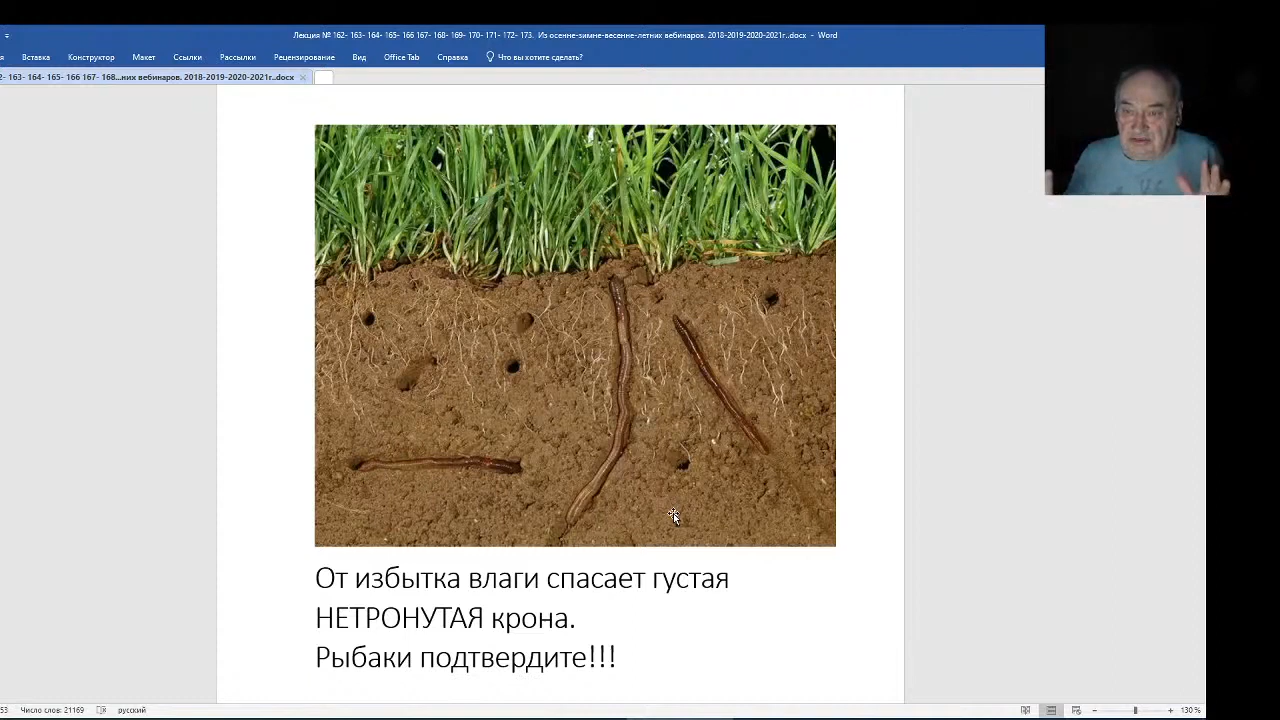 Лекция № 162- 163- 164- 165- 166 167- 168- 169- 170- 171- 172- 173. Из осенне-зимне-весенне-летних вебинаров. 2018-2019-2020-2021г..docx - Word
я Вставка Конструктор Макет Ссылки Рассылки Рецензирование Вид Office Tab Справка Что вы хотите сделать?
2- 163- 164- 165- 166 167- 168...них вебинаров. 2018-2019-2020-2021г..docx
От избытка влаги спасает густая
НЕТРОНУТАЯ крона.
Рыбаки подтвердите!!!
53 Число слов: 21169 русский 130 %